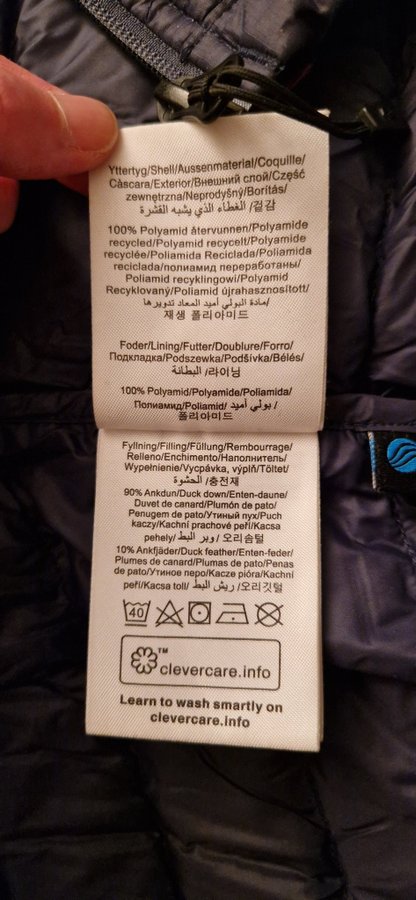 Yttertyg/Shell/Aussenmaterial/Coquille/
Càscara/Exterior/Внешний слой/Część
zewnętrzna/Neprodyšný/Borítás/
الغطاء الذي يشبه القشرة /겉감
100% Polyamid återvunnen/Polyamide
recycled/Polyamid recycelt/Polyamide
recyclée/Poliamida Reciclada/Poliamida
reciclada/полиамид переработаны/
Poliamid recyklingowy/Polyamid
Recyklovaný/Poliamid újrahasznosított/
مادة البولي أميد المعاد تدويرها/
재생 폴리아미드
Foder/Lining/Futter/Doublure/Forro/
Подкладка/Podszewka/Podšívka/Bélés/
البطانة /라이닝
100% Polyamid/Polyamide/Poliamida/
Полиамид/Poliamid/ بولي أميد/
폴리아미드
Fyllning/Filling/Füllung/Rembourrage/
Relleno/Enchimento/Наполнитель/
Wypełnienie/Vycpávka, výplň/Töltet/
الحشوة /충전재
90% Ankdun/Duck down/Enten-daune/
Duvet de canard/Plumón de pato/
Penugem de pato/Утиный пух/Puch
kaczy/Kachní prachové peří/Kacsa
pehely/ وبر البط /오리솜털
10% Ankfjäder/Duck feather/Enten-feder/
Plumes de canard/Plumas de pato/Penas
de pato/Утиное перо/Kacze pióra/Kachní
peří/Kacsa toll/ ريش البط /오리깃털
40
™
clevercare.info
Learn to wash smartly on
clevercare.info